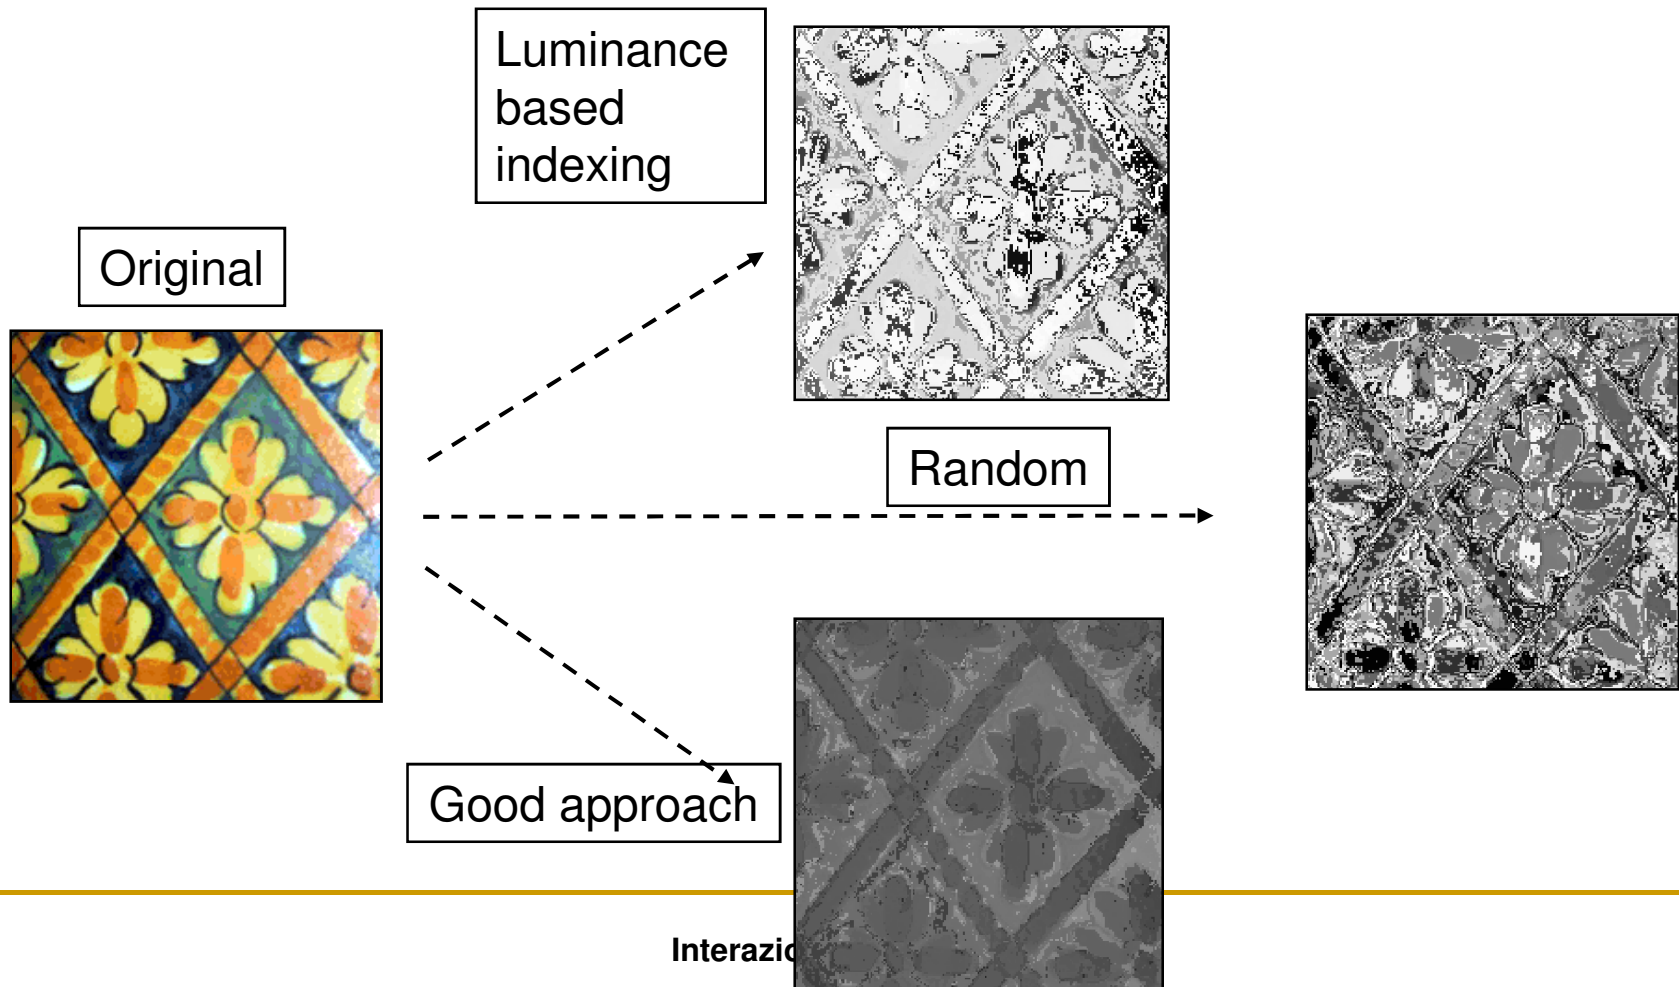 Luminance
based
indexing
Original
Random
Good approach